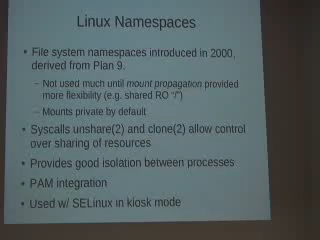 Linux Namespaces
• File system namespaces introduced in 2000,
derived from Plan 9.
– Not used much until mount propagation provided
more flexibility (e.g. shared RO "/")
– Mounts private by default
• Syscalls unshare(2) and clone(2) allow control
over sharing of resources
• Provides good isolation between processes
• PAM integration
• Used w/ SELinux in kiosk mode